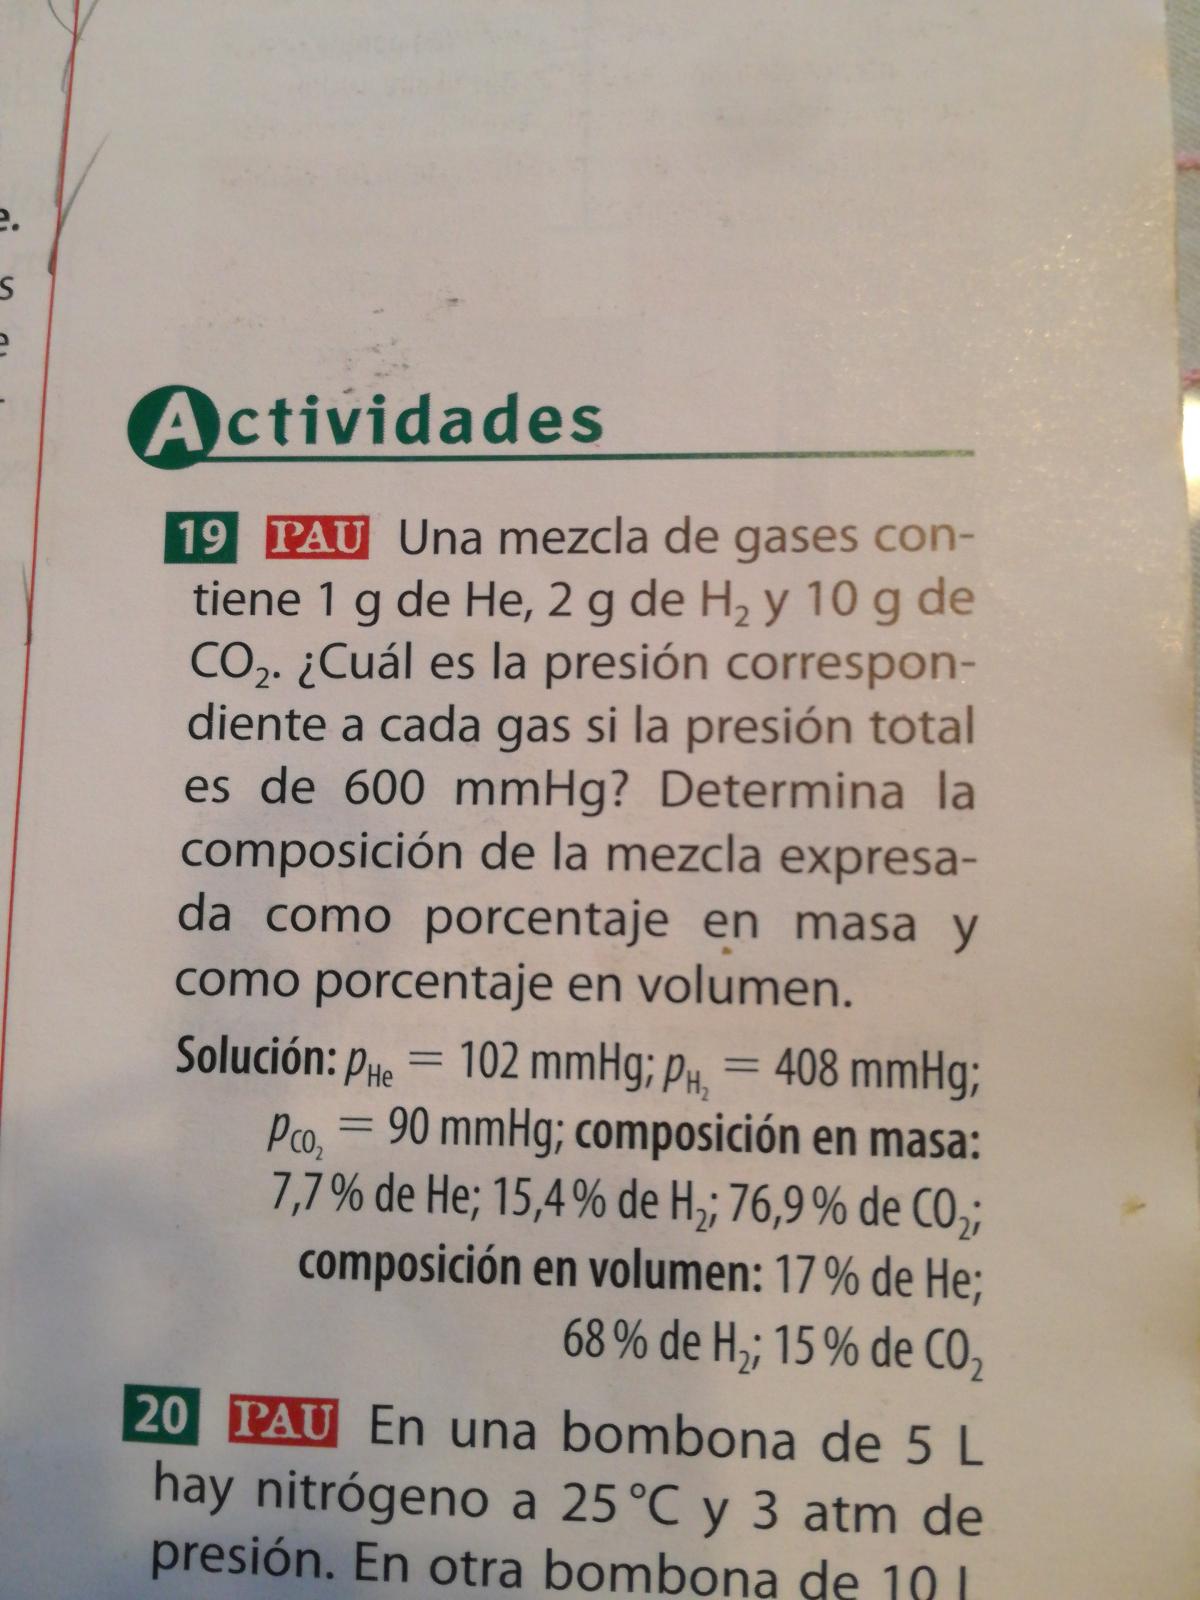 e.
s
e
Actividades
19 PAU Una mezcla de gases con-
tiene 1 g de He, 2 g de H₂ y 10 g de
CO₂. ¿Cuál es la presión correspon-
diente a cada gas si la presión total
es de 600 mmHg? Determina la
composición de la mezcla expresa-
da como porcentaje en masa y
como porcentaje en volumen.
Solución: pHe = 102 mmHg; pH₂ = 408 mmHg;
pCO₂ = 90 mmHg; composición en masa:
7,7 % de He; 15,4 % de H₂; 76,9 % de CO₂;
composición en volumen: 17 % de He;
68 % de H₂; 15 % de CO₂
20 PAU En una bombona de 5 L
hay nitrógeno a 25 °C y 3 atm de
presión. En otra bombona de 10 L